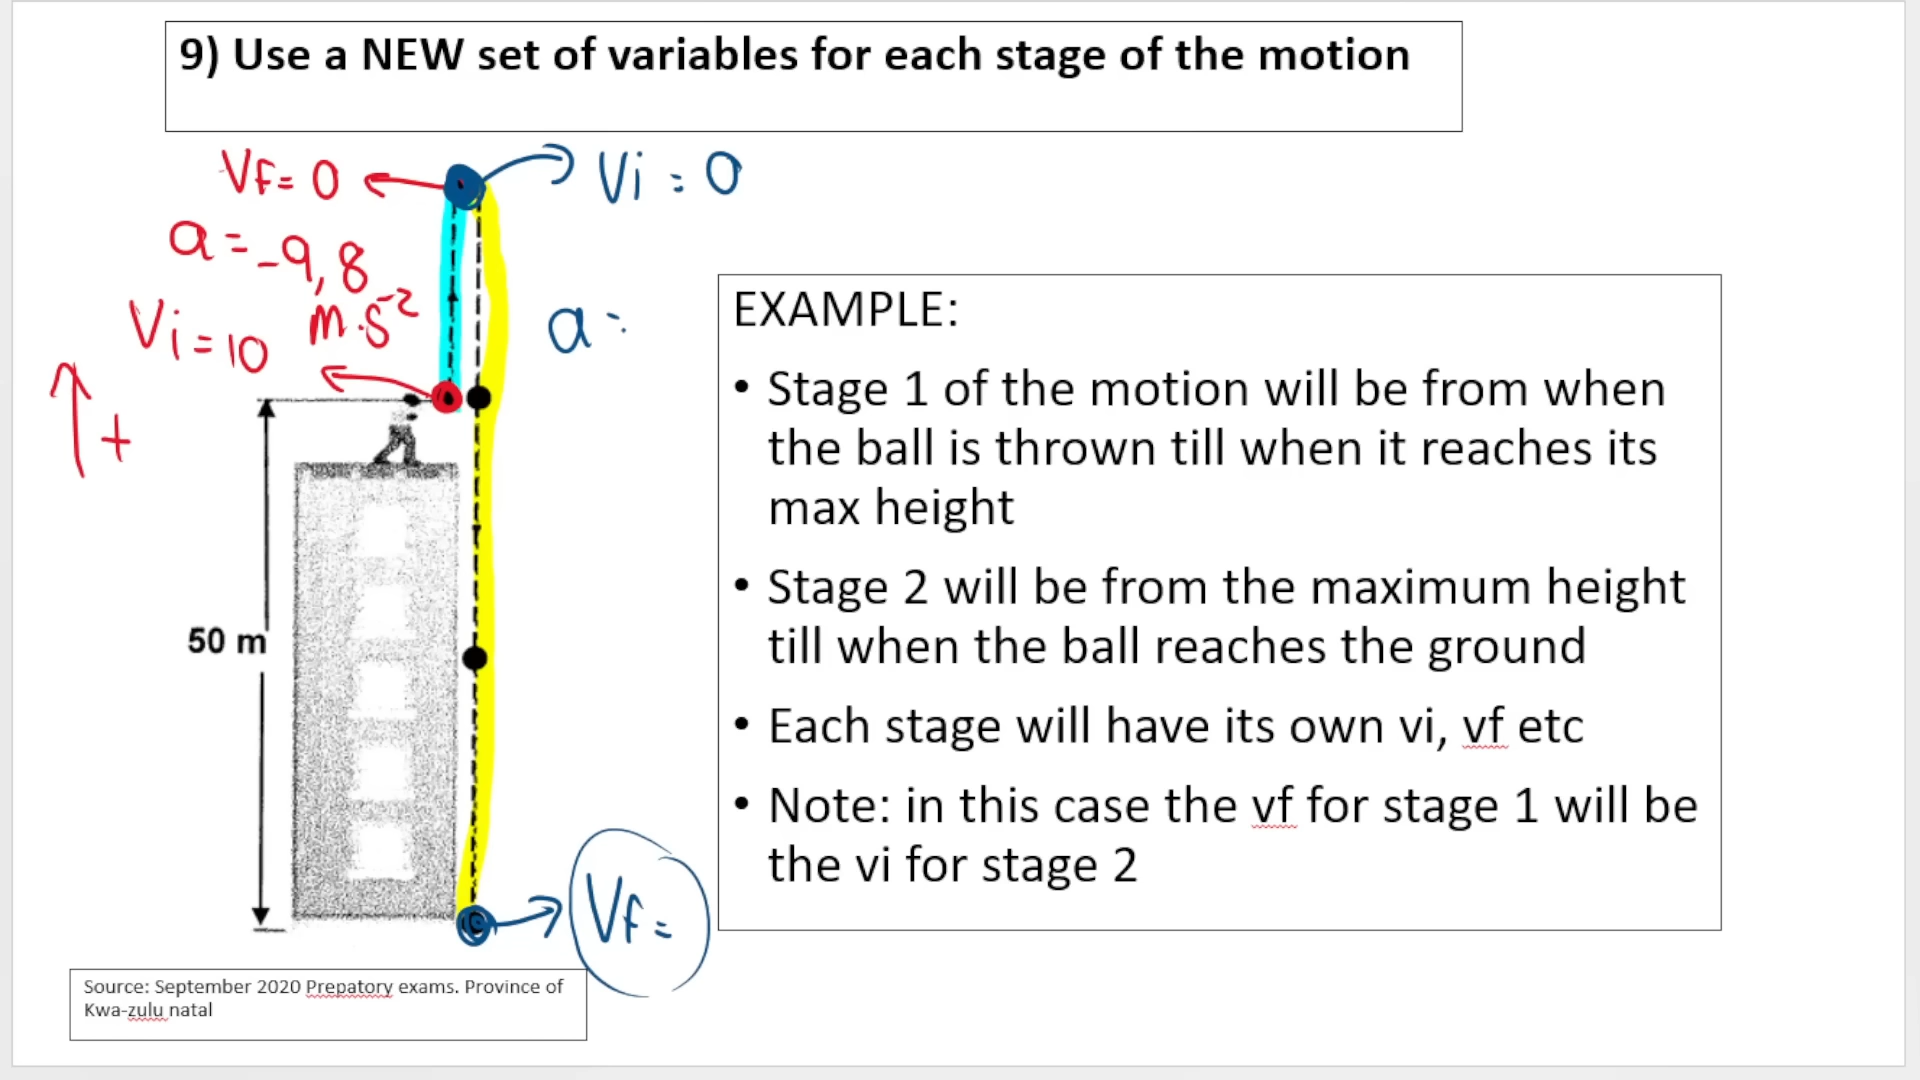 9) Use a NEW set of variables for each stage of the motion
Vf= 0
Vi = 0
a = -9,8
m.s-2
Vi = 10
a =
+
50 m
Vf =
EXAMPLE:
• Stage 1 of the motion will be from when
the ball is thrown till when it reaches its
max height
• Stage 2 will be from the maximum height
till when the ball reaches the ground
• Each stage will have its own vi, vf etc
• Note: in this case the vf for stage 1 will be
the vi for stage 2
Source: September 2020 Prepatory exams. Province of
Kwa-zulu natal